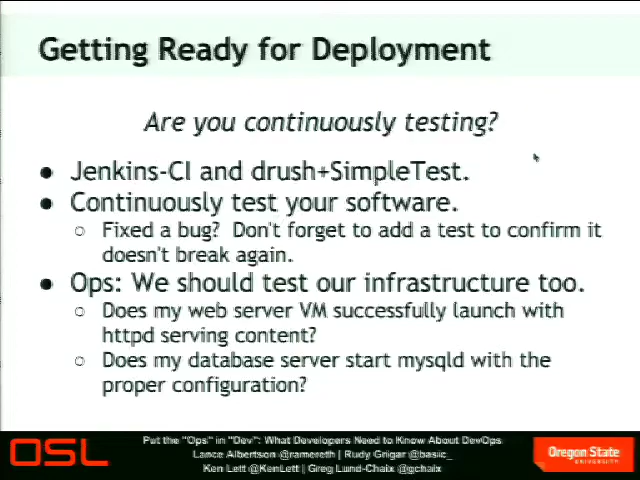 Getting Ready for Deployment
Are you continuously testing?
● Jenkins-CI and drush+SimpleTest.
● Continuously test your software.
○ Fixed a bug? Don't forget to add a test to confirm it
doesn't break again.
● Ops: We should test our infrastructure too.
○ Does my web server VM successfully launch with
httpd serving content?
○ Does my database server start mysqld with the
proper configuration?
OSL
Put the "Ops" in "Dev": What Developers Need to Know About DevOps
Lance Albertson @ramereth | Rudy Grigar @basic_
Ken Lett @KenLett | Greg Lund-Chaix @gchaix
Oregon State
UNIVERSITY